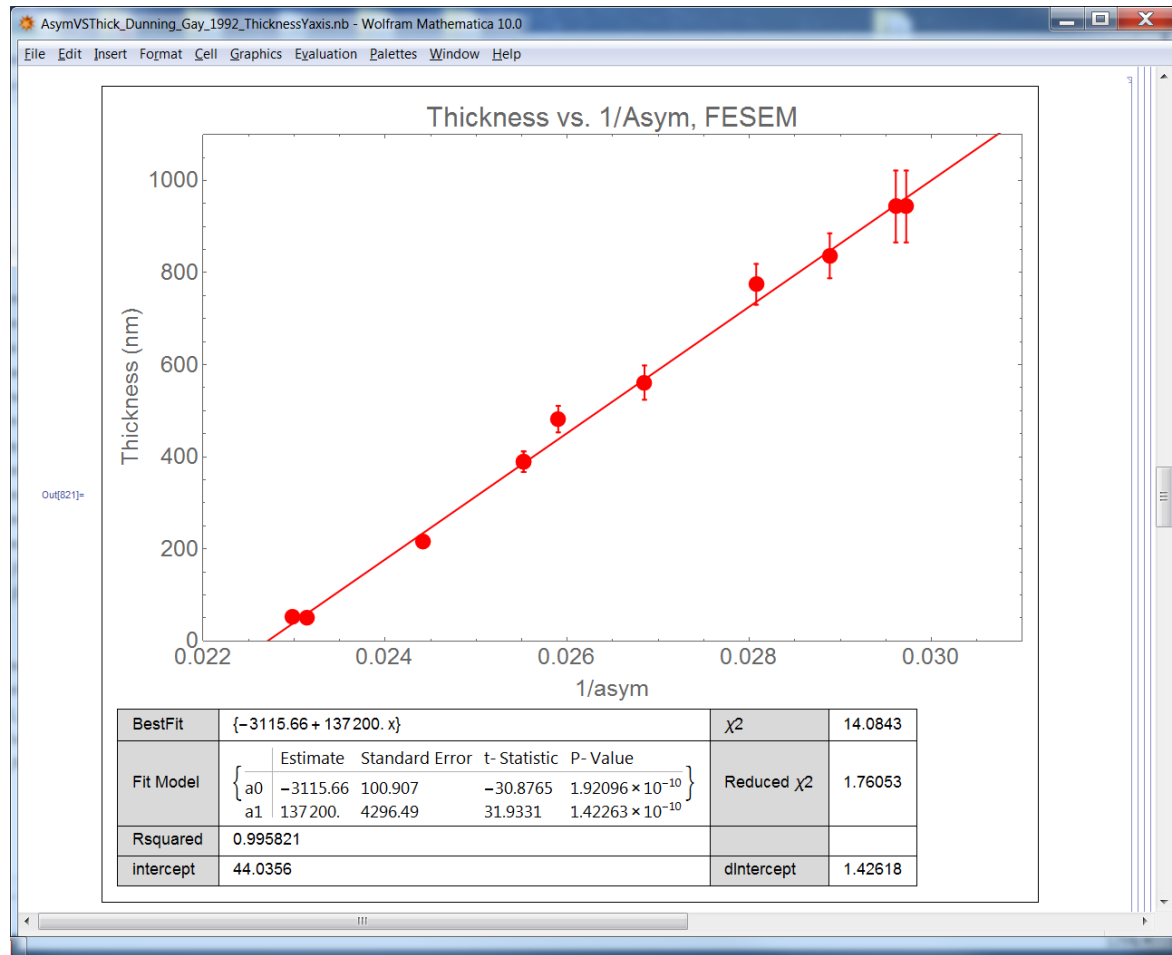 AsymVSThick_Dunning_Gay_1992_ThicknessYaxis.nb - Wolfram Mathematica 10.0
File Edit Insert Format Cell Graphics Evaluation Palettes Window Help
Thickness vs. 1/Asym, FESEM
1000
800
600
400
200
0
Thickness (nm)
Out[821]=
0.022 0.024 0.026 0.028 0.030
1/asym
BestFit {-3115.66 + 137200. x} χ2 14.0843
Estimate Standard Error t-Statistic P-Value
Fit Model { a0 -3115.66 100.907 -30.8765 1.92096 × 10^-10 } Reduced χ2 1.76053
a1 137200. 4296.49 31.9331 1.42263 × 10^-10
Rsquared 0.995821
intercept 44.0356 dIntercept 1.42618